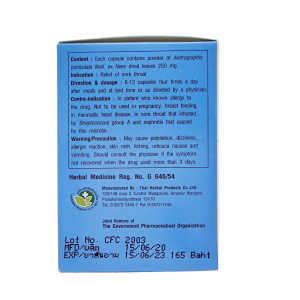 Content : Each capsule contains powder of Andrographis
paniculata Wall. ex Nees dried leaves 250 mg.
Indication : Relief of sore throat
Direction & dosage : 6-12 capsules four times a day
after meals and at bed time or as directed by a physician.
Contra-indication : In patient who known allergy to
the drug. Not to be used in pregnancy, breast feeding,
in rheumatic heart disease, in sore throat that infected
by Streptococcus group A and nephritis that caused
by this microbe.
Warning/Precaution : May cause palpitation, dizziness,
allergic reaction, skin rash, itching, urticaria nausea and
vomiting. Should consult the physician if the symptom
not recovered when the drug used more than 3 days.
Herbal Medicine Reg. No. G 646/54
Manufactured By : Thai Herbal Products Co.,Ltd.
Joint Venture of
The Government Pharmaceutical Organization
Lot No. CFC 2003
MFD/ผลิต 15/06/20
EXP/ยาสิ้นอายุ 15/06/23 165 Baht